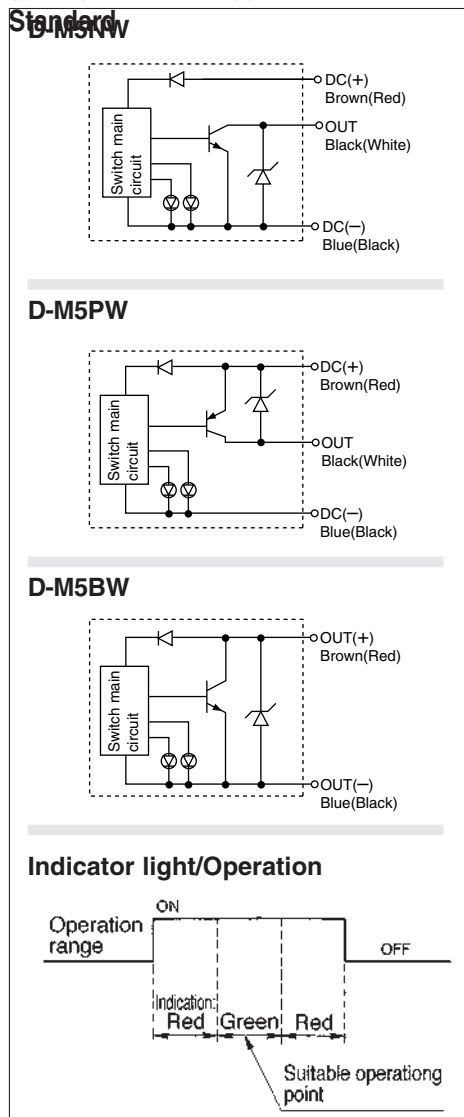 Standard
D-M5NW
DC(+)
Brown(Red)
OUT
Black(White)
Switch main
circuit
DC(−)
Blue(Black)
D-M5PW
DC(+)
Brown(Red)
Switch main
circuit
OUT
Black(White)
DC(−)
Blue(Black)
D-M5BW
OUT(+)
Brown(Red)
Switch main
circuit
OUT(−)
Blue(Black)
Indicator light/Operation
ON
Operation
range
OFF
Indication:
Red Green Red
Suitable operationg
point